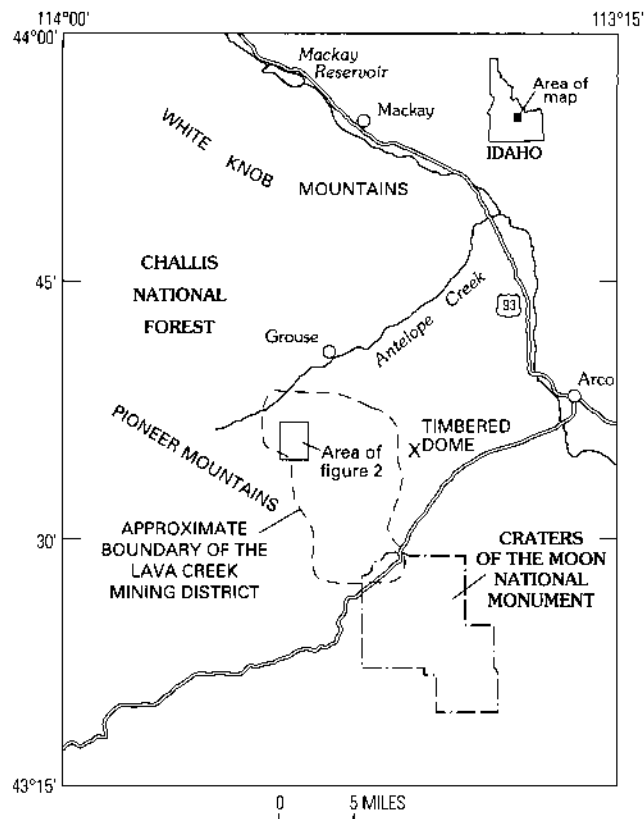 114°00'
113°15'
44°00'
Mackay
Reservoir
Mackay
Area of
map
IDAHO
WHITE KNOB
MOUNTAINS
CHALLIS
NATIONAL
FOREST
45'
93
Antelope Creek
Grouse
Arco
TIMBERED
DOME
X
Area of
figure 2
PIONEER MOUNTAINS
APPROXIMATE
BOUNDARY OF THE
LAVA CREEK
MINING DISTRICT
30'
CRATERS
OF THE MOON
NATIONAL
MONUMENT
43°15'
0 5 MILES